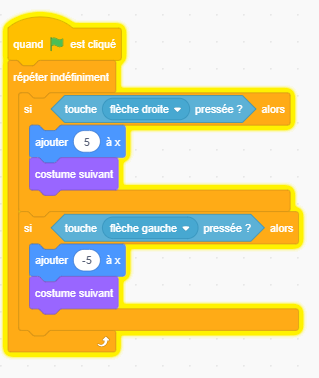 quand est cliqué
répéter indéfiniment
si touche flèche droite pressée ? alors
ajouter 5 à x
costume suivant
si touche flèche gauche pressée ? alors
ajouter -5 à x
costume suivant